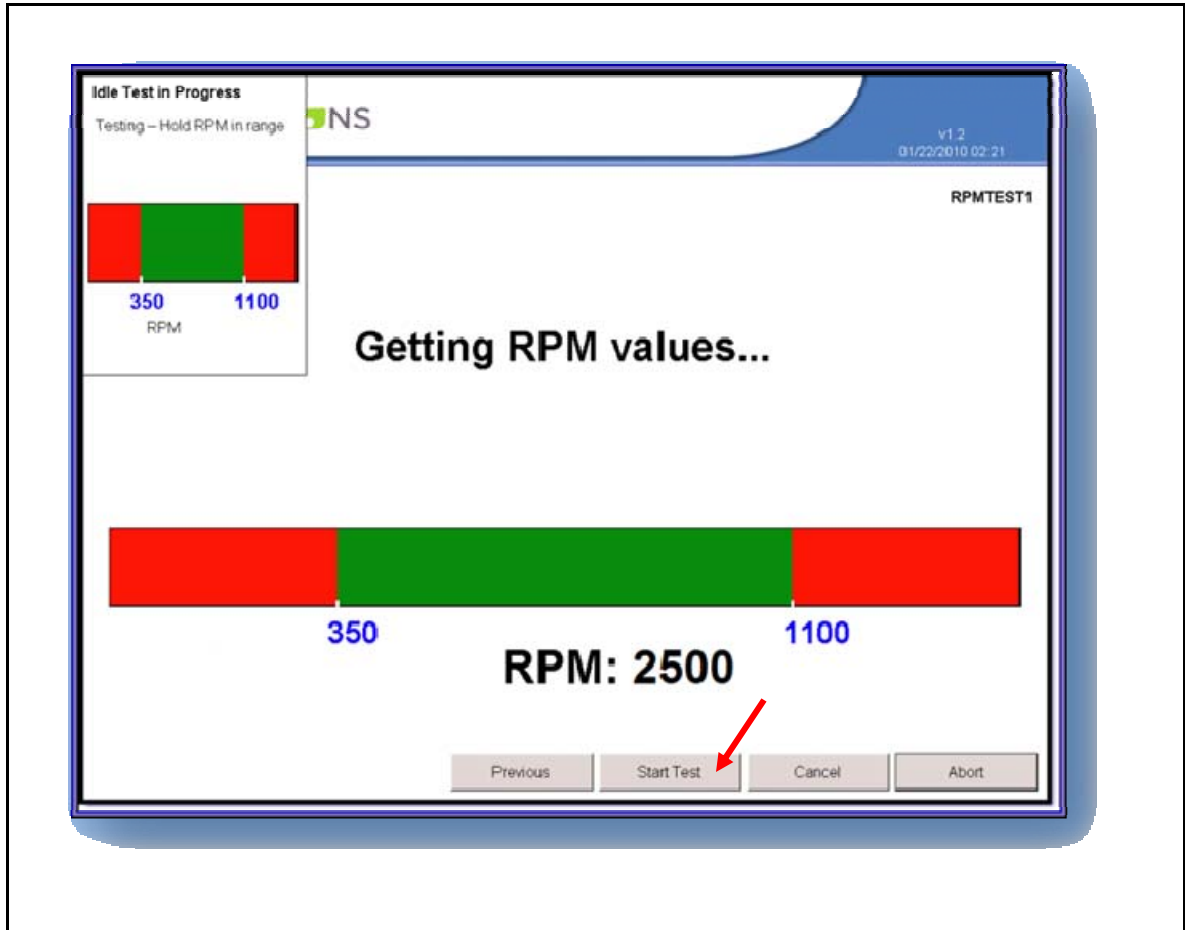 Idle Test in Progress
Testing – Hold RPM in range
NS
v1.2
01/22/2010 02:21
RPMTEST1
350 1100
RPM
Getting RPM values...
350 1100
RPM: 2500
Previous Start Test Cancel Abort